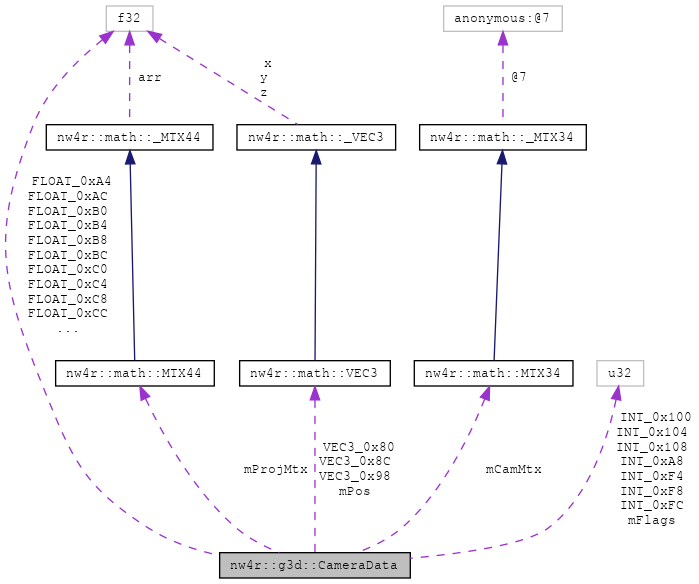 f32
anonymous:@7
arr
x
y
z
@7
nw4r::math::_MTX44
nw4r::math::_VEC3
nw4r::math::_MTX34
FLOAT_0xA4
FLOAT_0xAC
FLOAT_0xB0
FLOAT_0xB4
FLOAT_0xB8
FLOAT_0xBC
FLOAT_0xC0
FLOAT_0xC4
FLOAT_0xC8
FLOAT_0xCC
...
nw4r::math::MTX44
nw4r::math::VEC3
nw4r::math::MTX34
u32
mProjMtx
VEC3_0x80
VEC3_0x8C
VEC3_0x98
mPos
mCamMtx
INT_0x100
INT_0x104
INT_0x108
INT_0xA8
INT_0xF4
INT_0xF8
INT_0xFC
mFlags
nw4r::g3d::CameraData